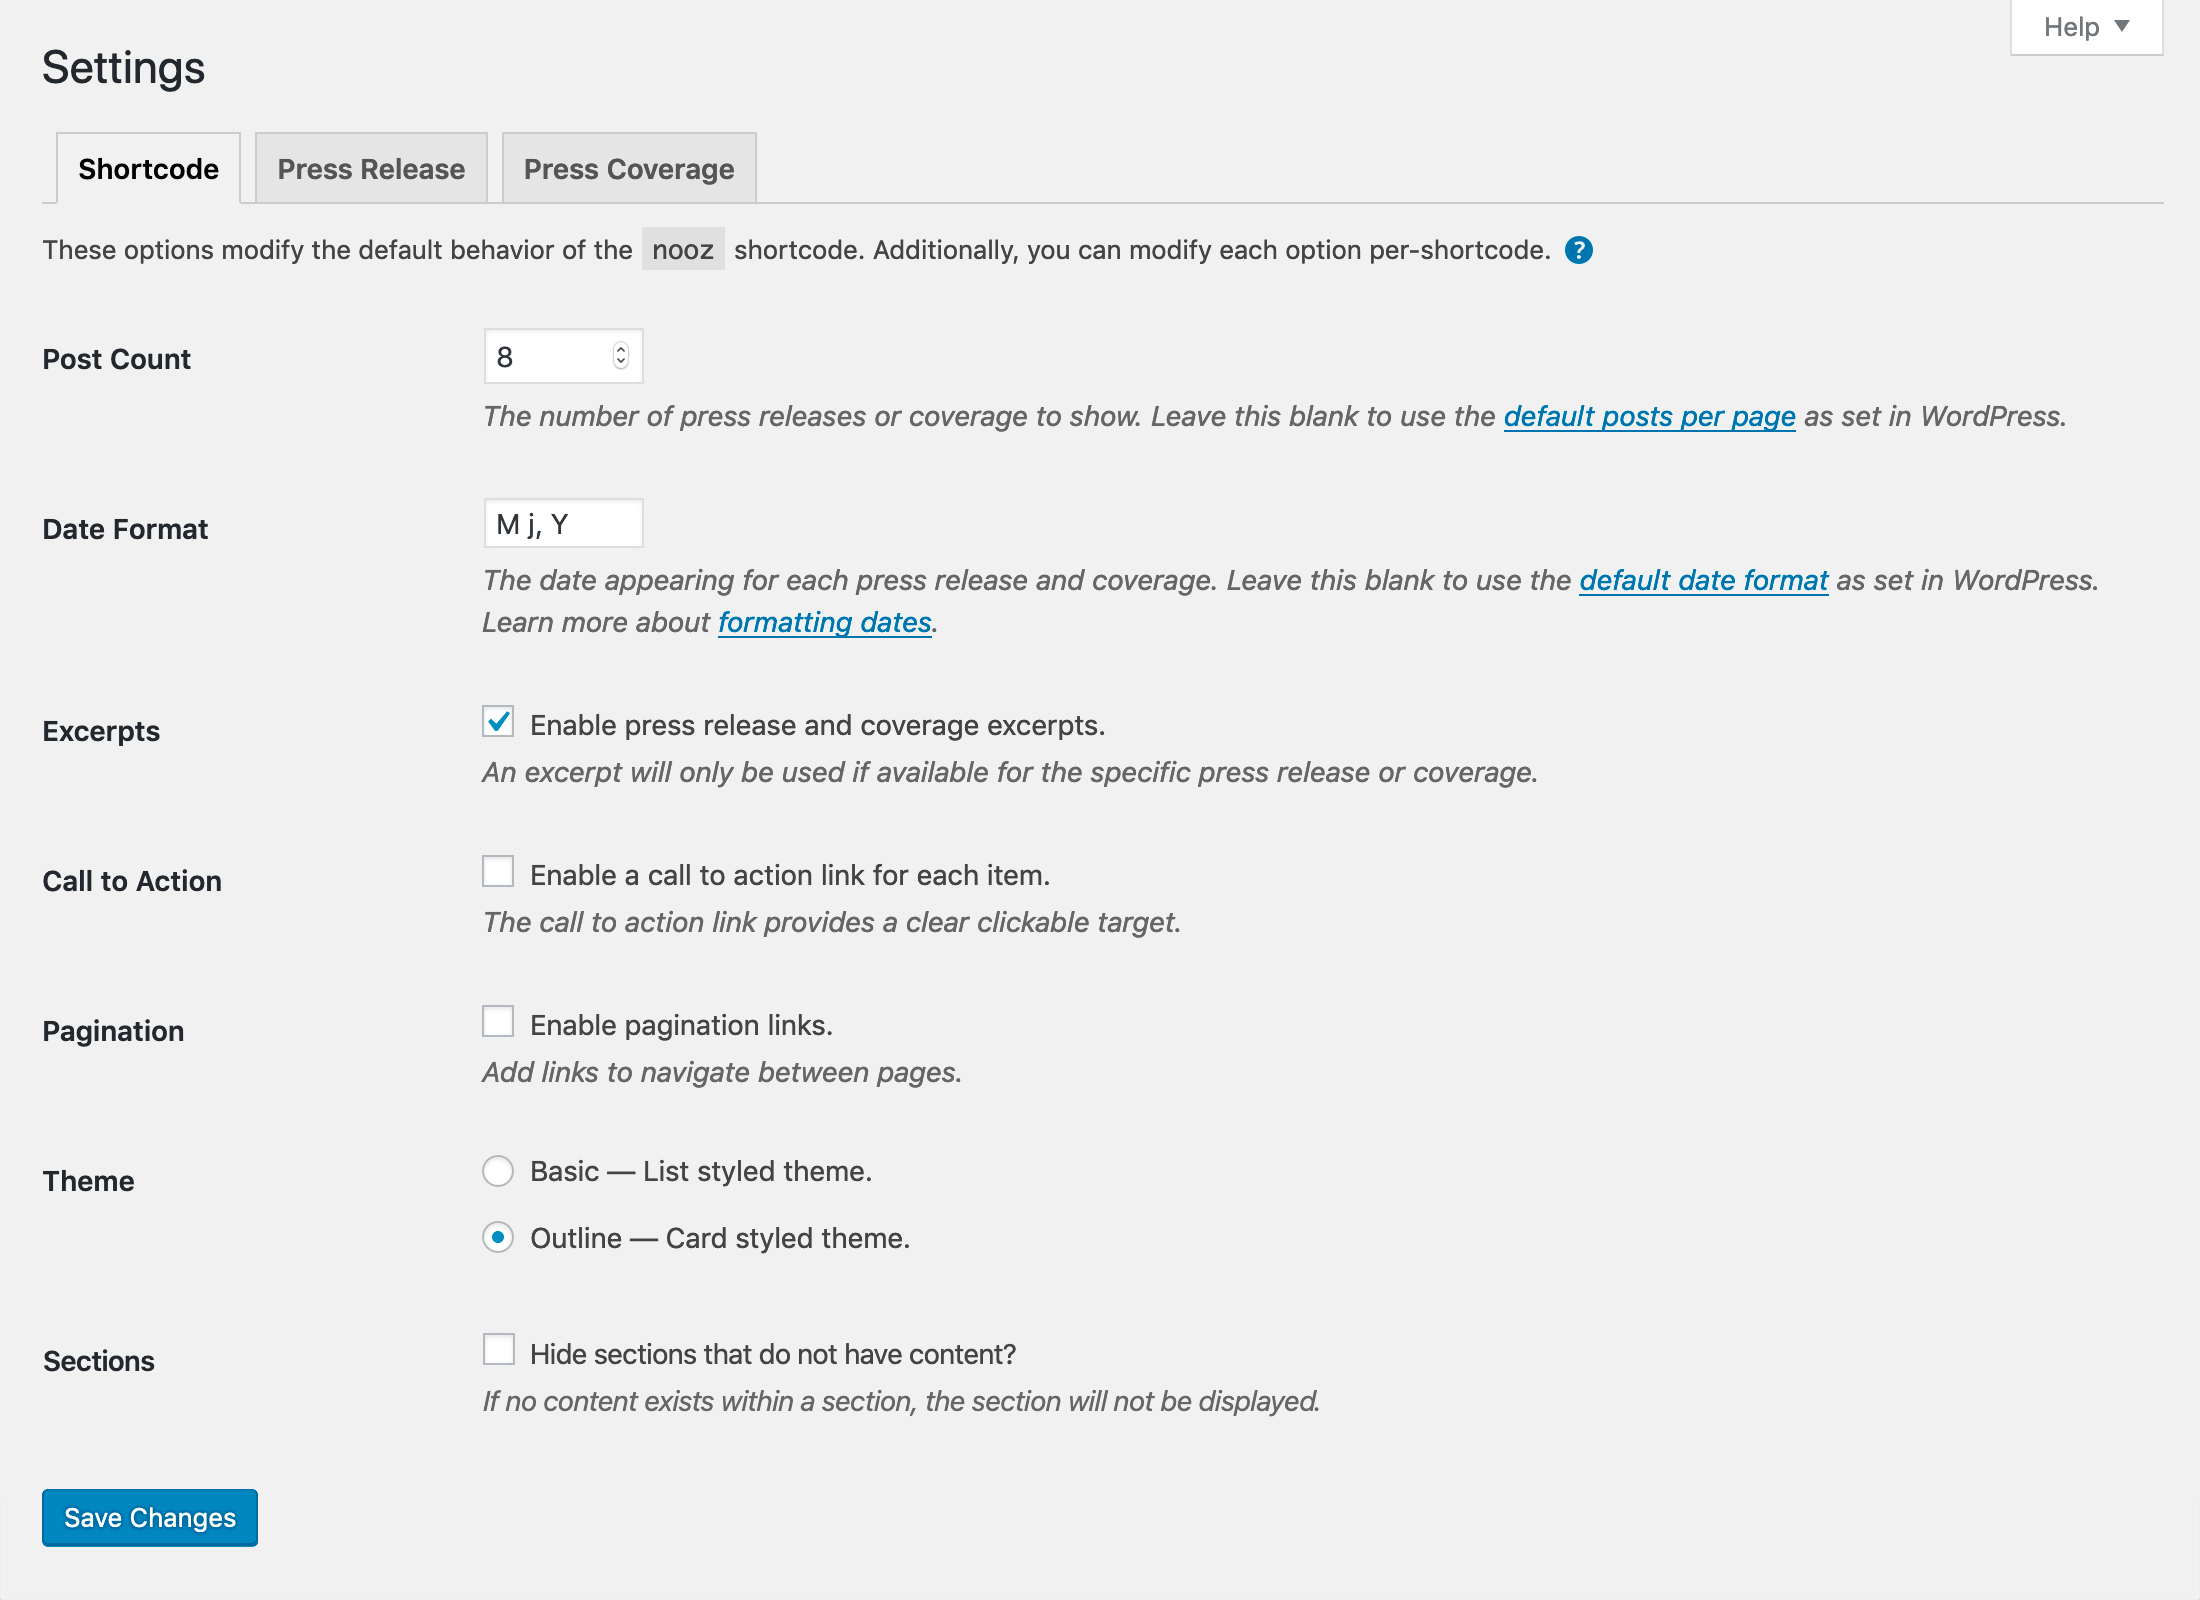 Help ▼
Settings
Shortcode
Press Release
Press Coverage
These options modify the default behavior of the nooz shortcode. Additionally, you can modify each option per-shortcode. ?
Post Count
8
The number of press releases or coverage to show. Leave this blank to use the default posts per page as set in WordPress.
Date Format
M j, Y
The date appearing for each press release and coverage. Leave this blank to use the default date format as set in WordPress.
Learn more about formatting dates.
Excerpts
Enable press release and coverage excerpts.
An excerpt will only be used if available for the specific press release or coverage.
Call to Action
Enable a call to action link for each item.
The call to action link provides a clear clickable target.
Pagination
Enable pagination links.
Add links to navigate between pages.
Theme
Basic — List styled theme.
Outline — Card styled theme.
Sections
Hide sections that do not have content?
If no content exists within a section, the section will not be displayed.
Save Changes